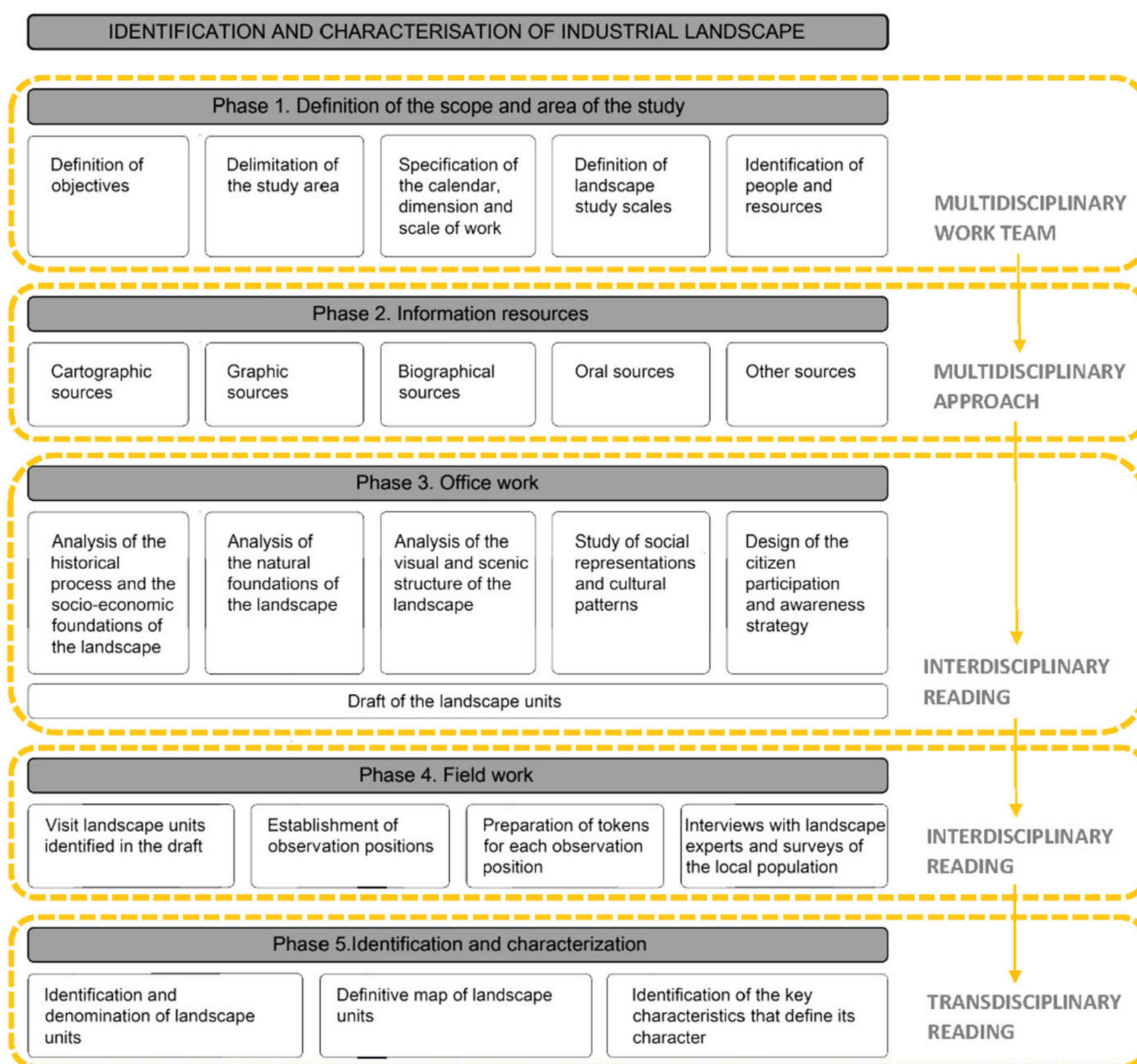 IDENTIFICATION AND CHARACTERISATION OF INDUSTRIAL LANDSCAPE
Phase 1. Definition of the scope and area of the study
Definition of
objectives
Delimitation of
the study area
Specification of
the calendar,
dimension and
scale of work
Definition of
landscape
study scales
Identification of
people and
resources
MULTIDISCIPLINARY
WORK TEAM
Phase 2. Information resources
Cartographic
sources
Graphic
sources
Biographical
sources
Oral sources
Other sources
MULTIDISCIPLINARY
APPROACH
Phase 3. Office work
Analysis of the
historical
process and the
socio-economic
foundations of
the landscape
Analysis of
the natural
foundations of
the landscape
Analysis of the
visual and scenic
structure of the
landscape
Study of social
representations
and cultural
patterns
Design of the
citizen
participation
and awareness
strategy
Draft of the landscape units
INTERDISCIPLINARY
READING
Phase 4. Field work
Visit landscape units
identified in the draft
Establishment of
observation positions
Preparation of tokens
for each observation
position
Interviews with landscape
experts and surveys of
the local population
INTERDISCIPLINARY
READING
Phase 5.Identification and characterization
Identification and
denomination of landscape
units
Definitive map of landscape
units
Identification of the key
characteristics that define its
character
TRANSDISCIPLINARY
READING